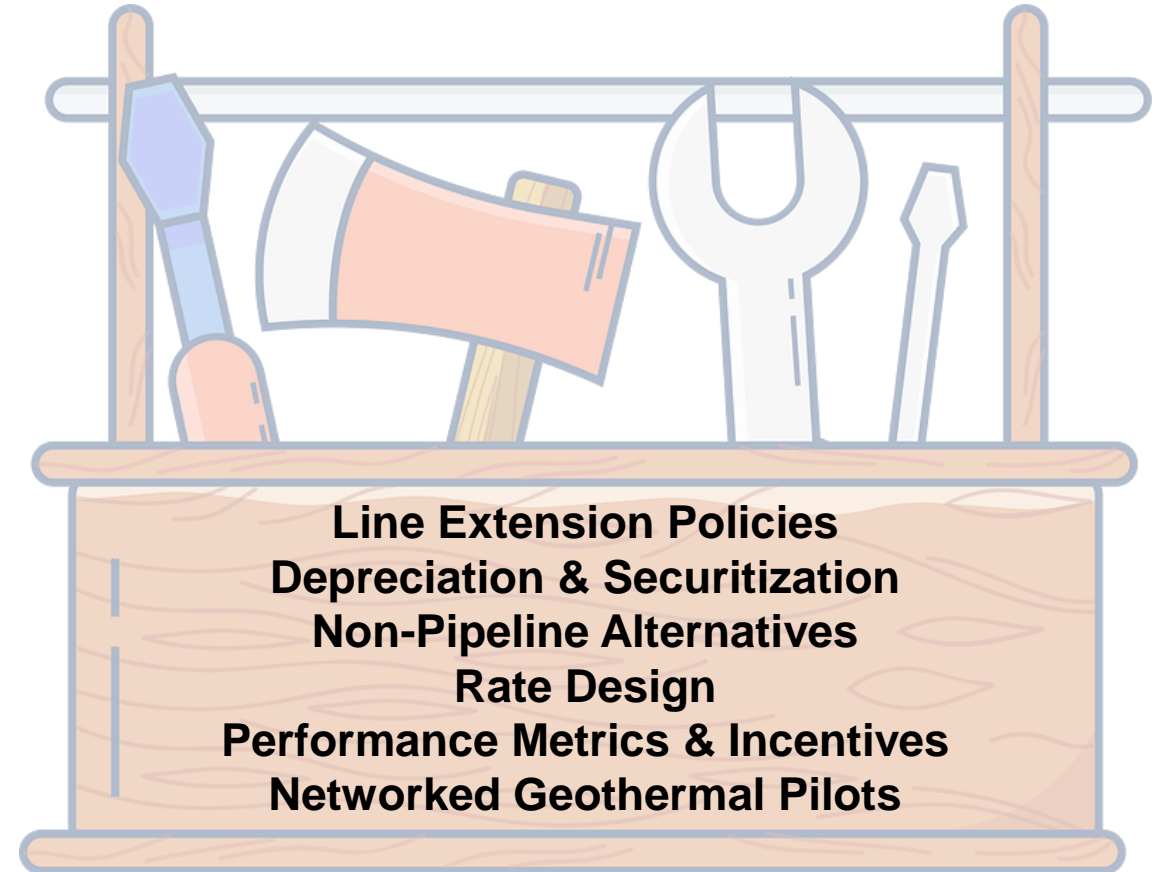 Line Extension Policies
Depreciation & Securitization
Non-Pipeline Alternatives
Rate Design
Performance Metrics & Incentives
Networked Geothermal Pilots